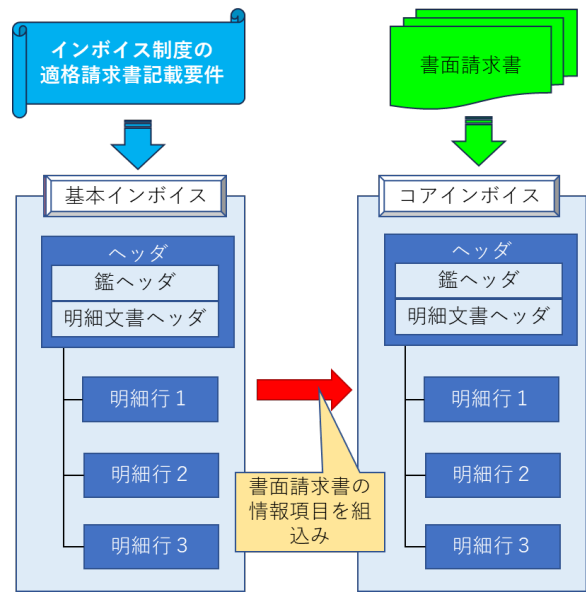 インボイス制度の
適格請求書記載要件
書面請求書
基本インボイス
ヘッダ
鑑ヘッダ
明細文書ヘッダ
明細行1
明細行2
明細行3
書面請求書の
情報項目を組
込み
コアインボイス
ヘッダ
鑑ヘッダ
明細文書ヘッダ
明細行1
明細行2
明細行3